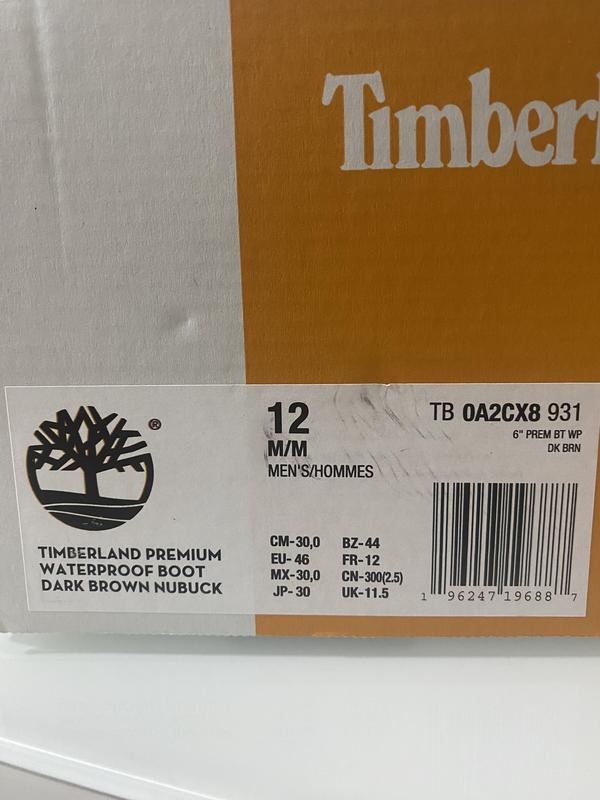 Timberl
®
TIMBERLAND PREMIUM
WATERPROOF BOOT
DARK BROWN NUBUCK
12
M/M
MEN'S/HOMMES
CM-30,0 BZ-44
EU- 46 FR-12
MX-30,0 CN-300(2.5)
JP- 30 UK-11.5
TB 0A2CX8 931
6" PREM BT WP
DK BRN
1 96247 19688 7